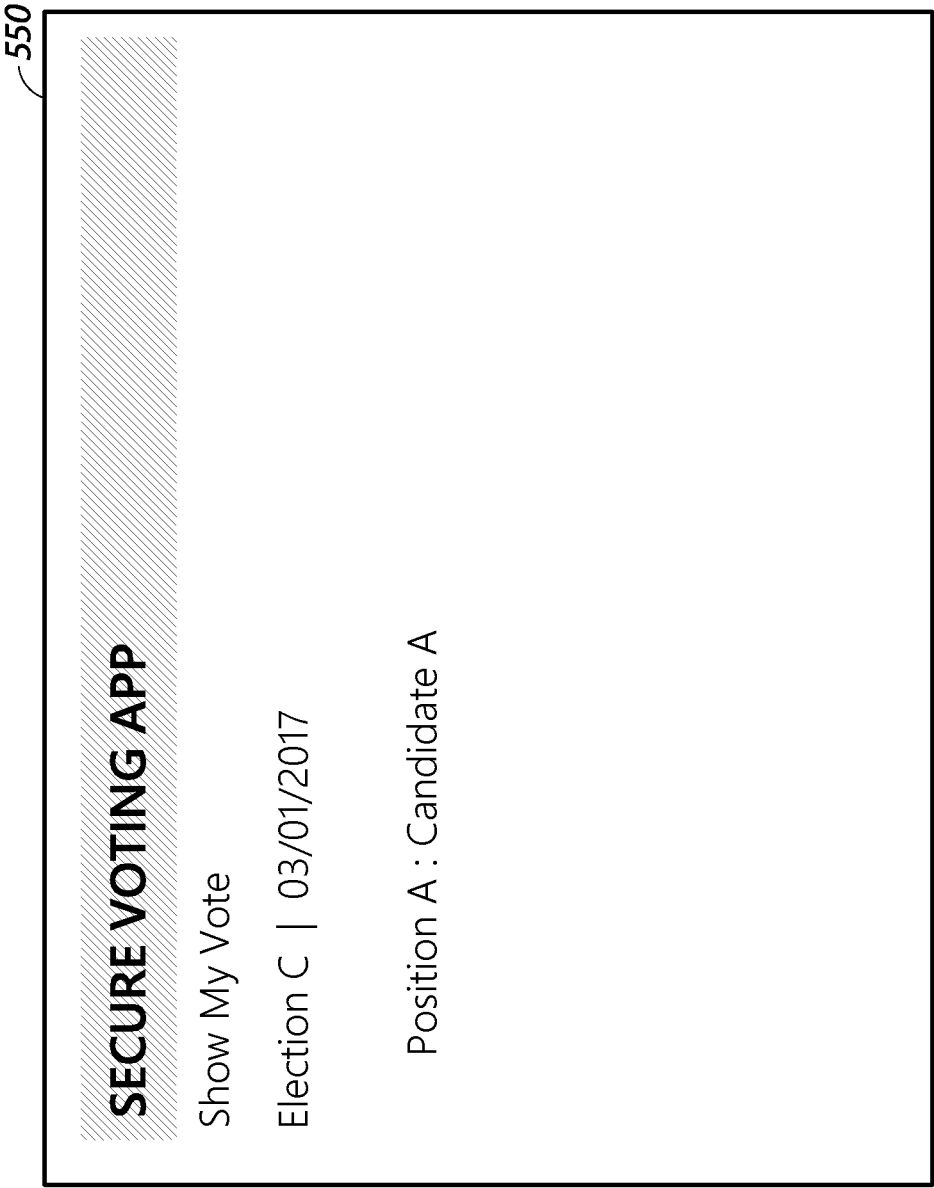 550
SECURE VOTING APP
Show My Vote
Election C | 03/01/2017
Position A : Candidate A